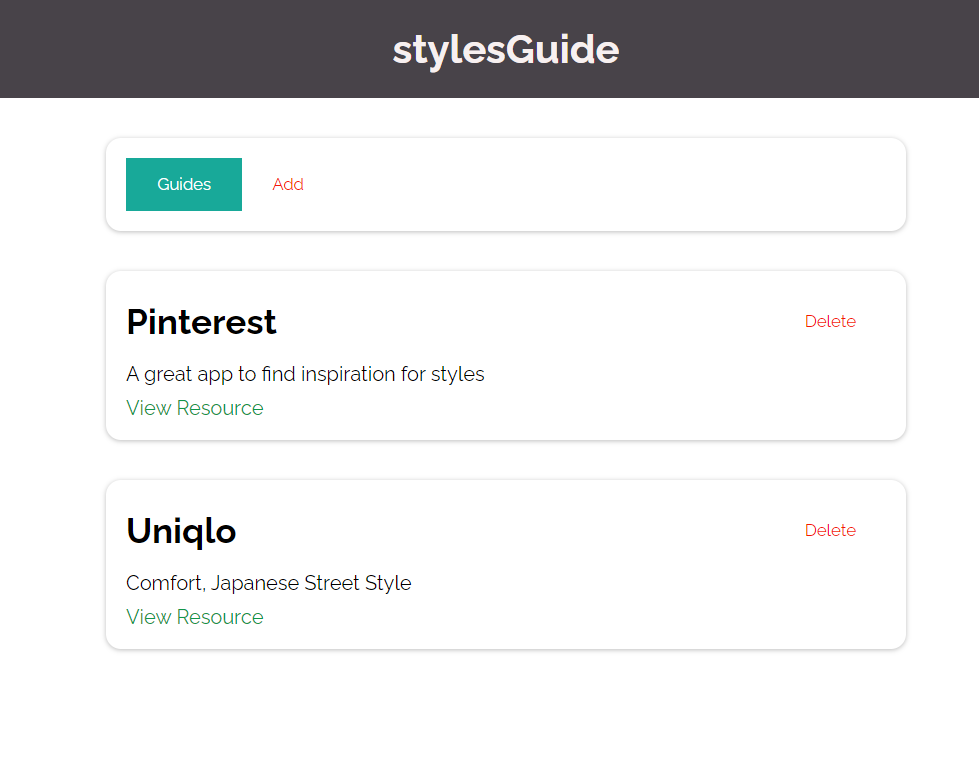 stylesGuide
Guides Add
Pinterest Delete
A great app to find inspiration for styles
View Resource
Uniqlo Delete
Comfort, Japanese Street Style
View Resource